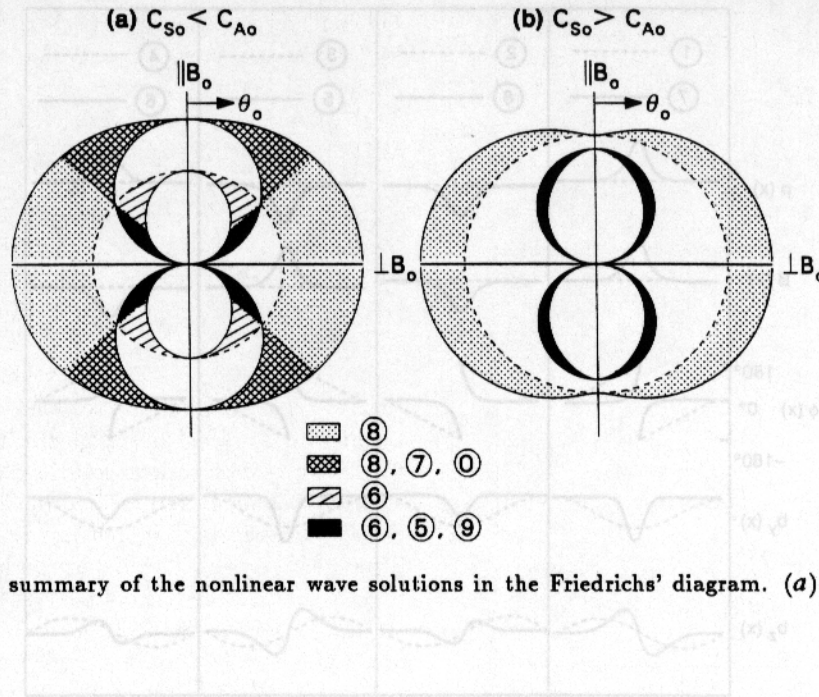 (a) C_So < C_Ao
(b) C_So > C_Ao
||B_o
θ_o
⊥B_o
||B_o
θ_o
⊥B_o
⑧
⑧, ⑦, ⓪
⑥
⑥, ⑤, ⑨
summary of the nonlinear wave solutions in the Friedrichs' diagram. (a)